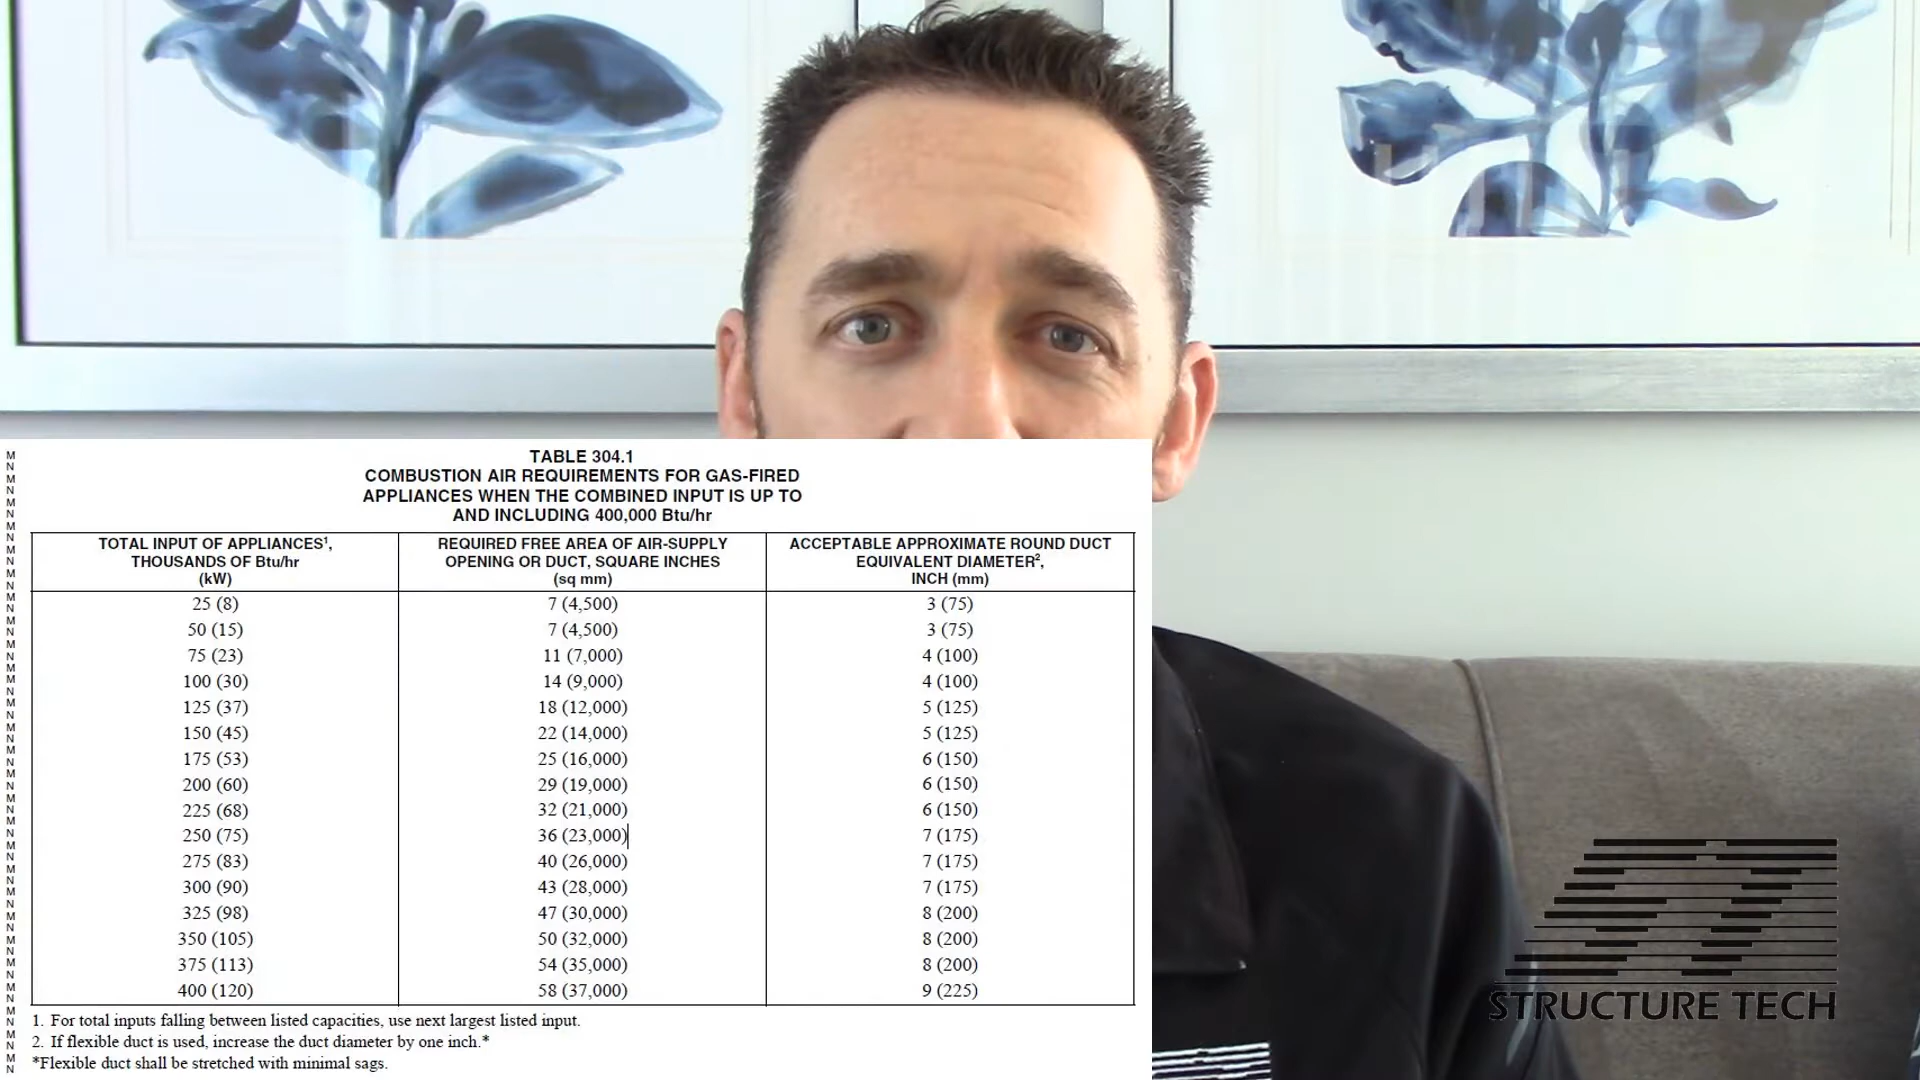 TABLE 304.1
COMBUSTION AIR REQUIREMENTS FOR GAS-FIRED
APPLIANCES WHEN THE COMBINED INPUT IS UP TO
AND INCLUDING 400,000 Btu/hr
TOTAL INPUT OF APPLIANCES¹, THOUSANDS OF Btu/hr (kW) | REQUIRED FREE AREA OF AIR-SUPPLY OPENING OR DUCT, SQUARE INCHES (sq mm) | ACCEPTABLE APPROXIMATE ROUND DUCT EQUIVALENT DIAMETER², INCH (mm)
25 (8) 7 (4,500) 3 (75)
50 (15) 7 (4,500) 3 (75)
75 (23) 11 (7,000) 4 (100)
100 (30) 14 (9,000) 4 (100)
125 (37) 18 (12,000) 5 (125)
150 (45) 22 (14,000) 5 (125)
175 (53) 25 (16,000) 6 (150)
200 (60) 29 (19,000) 6 (150)
225 (68) 32 (21,000) 6 (150)
250 (75) 36 (23,000) 7 (175)
275 (83) 40 (26,000) 7 (175)
300 (90) 43 (28,000) 7 (175)
325 (98) 47 (30,000) 8 (200)
350 (105) 50 (32,000) 8 (200)
375 (113) 54 (35,000) 8 (200)
400 (120) 58 (37,000) 9 (225)
1. For total inputs falling between listed capacities, use next largest listed input.
2. If flexible duct is used, increase the duct diameter by one inch.*
*Flexible duct shall be stretched with minimal sags.
STRUCTURE TECH